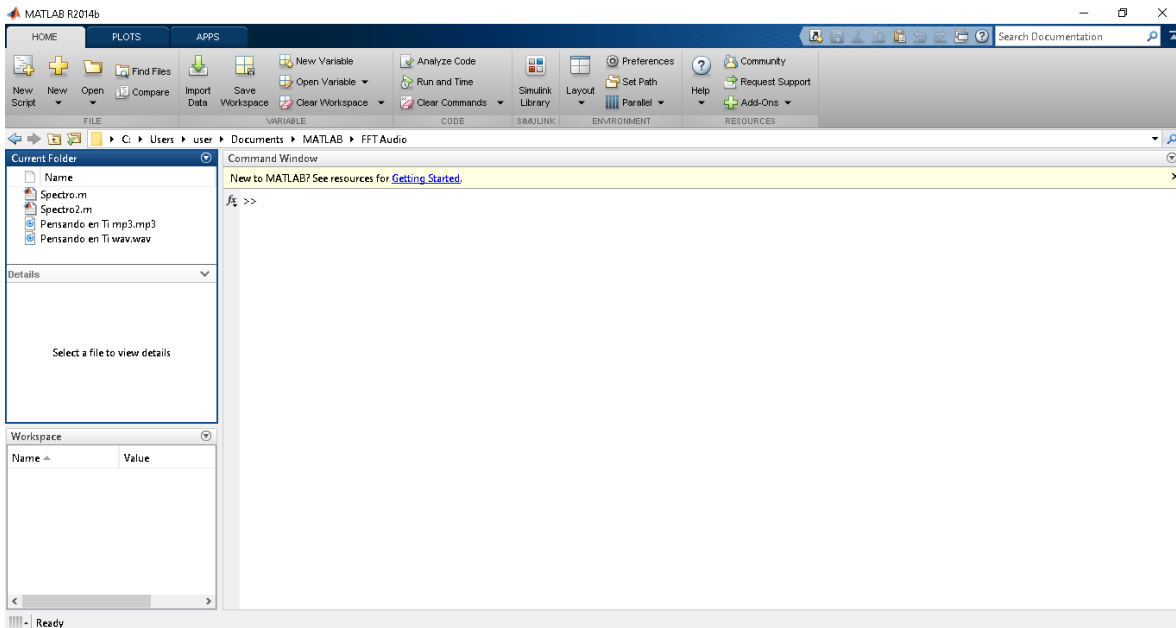 MATLAB R2014b
HOME PLOTS APPS
Search Documentation
New Script
New
Open
Find Files
Compare
Import Data
Save Workspace
New Variable
Open Variable
Clear Workspace
Analyze Code
Run and Time
Clear Commands
Simulink Library
Layout
Preferences
Set Path
Parallel
Help
Community
Request Support
Add-Ons
FILE VARIABLE CODE SIMULINK ENVIRONMENT RESOURCES
C: Users user Documents MATLAB FFT Audio
Current Folder
Name
Spectro.m
Spectro2.m
Pensando en Ti mp3.mp3
Pensando en Ti wav.wav
Details
Select a file to view details
Workspace
Name Value
Command Window
New to MATLAB? See resources for Getting Started.
fx >>
Ready